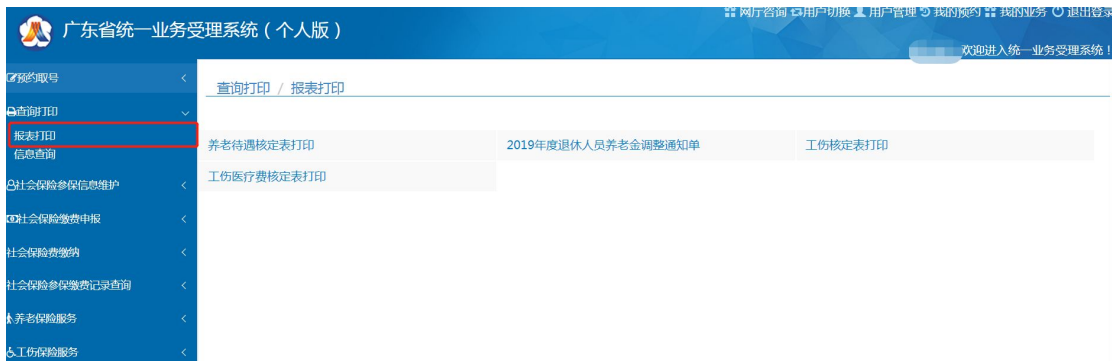 广东省统一业务受理系统（个人版）
网厅咨询 用户切换 用户管理 我的预约 我的业务 退出登录
欢迎进入统一业务受理系统！
预约取号
查询打印
报表打印
信息查询
社会保险参保信息维护
社会保险缴费申报
社会保险费缴纳
社会保险参保缴费记录查询
养老保险服务
工伤保险服务
查询打印 / 报表打印
养老待遇核定表打印
2019年度退休人员养老金调整通知单
工伤核定表打印
工伤医疗费核定表打印